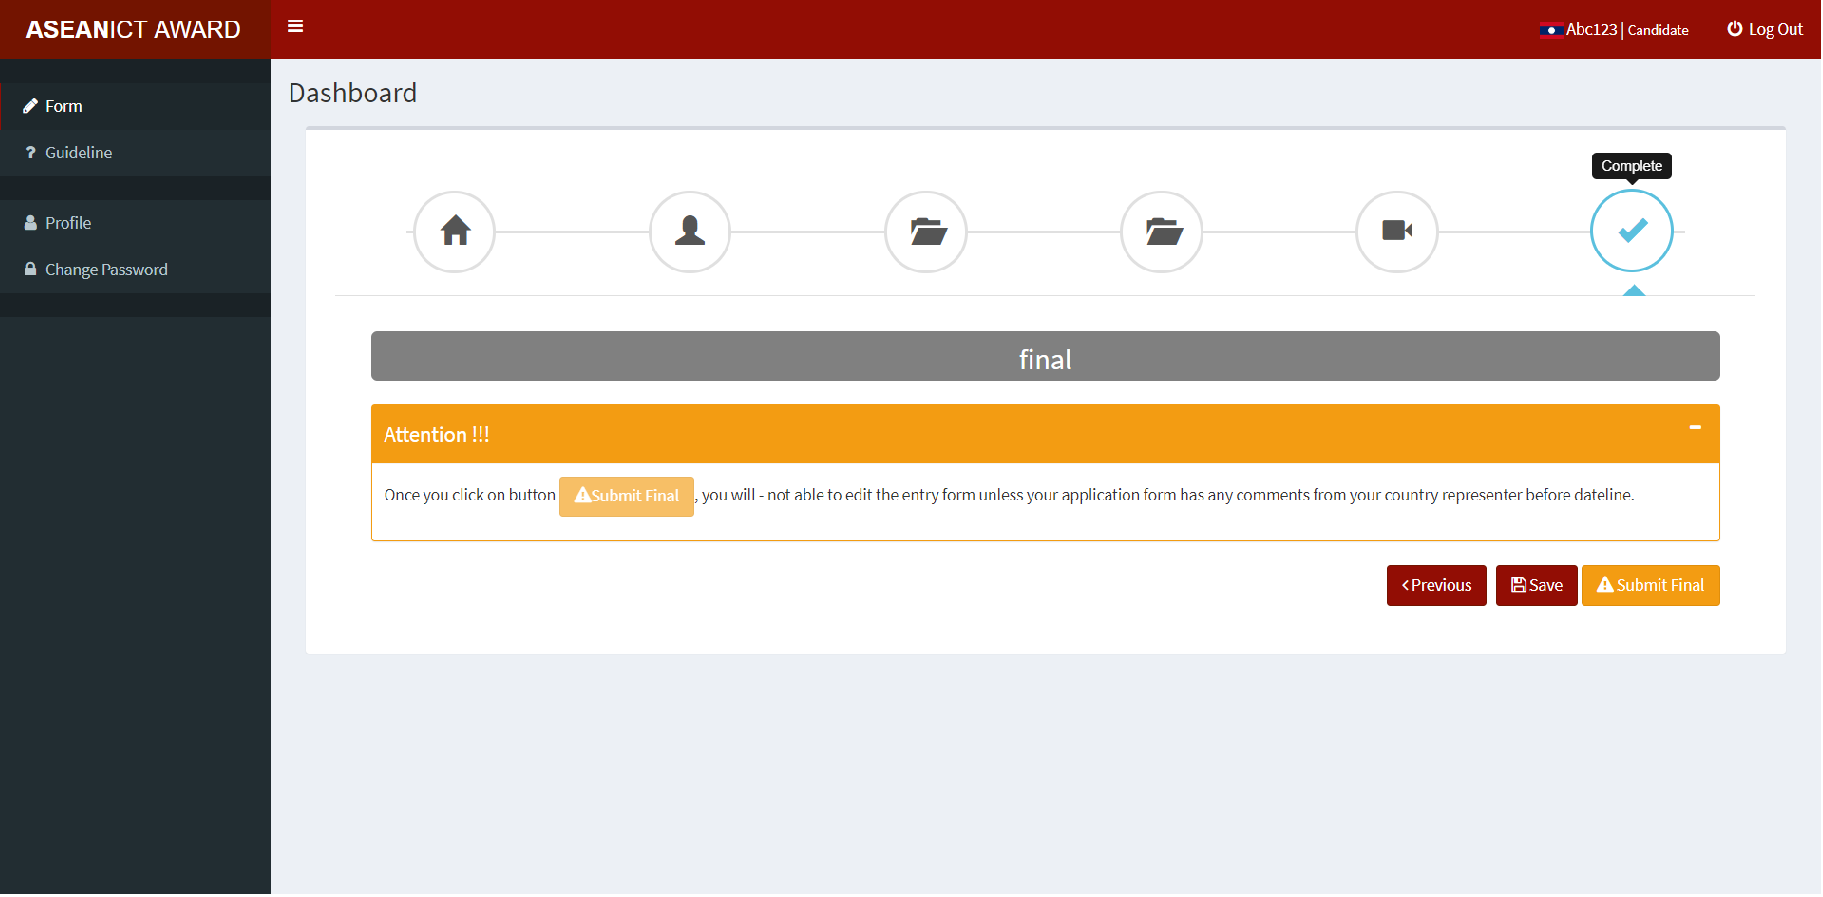 ASEANICT AWARD
Abc123 | Candidate
Log Out
Form
? Guideline
Profile
Change Password
Dashboard
Complete
final
Attention !!!
Once you click on button Submit Final, you will - not able to edit the entry form unless your application form has any comments from your country representer before dateline.
Previous
Save
Submit Final